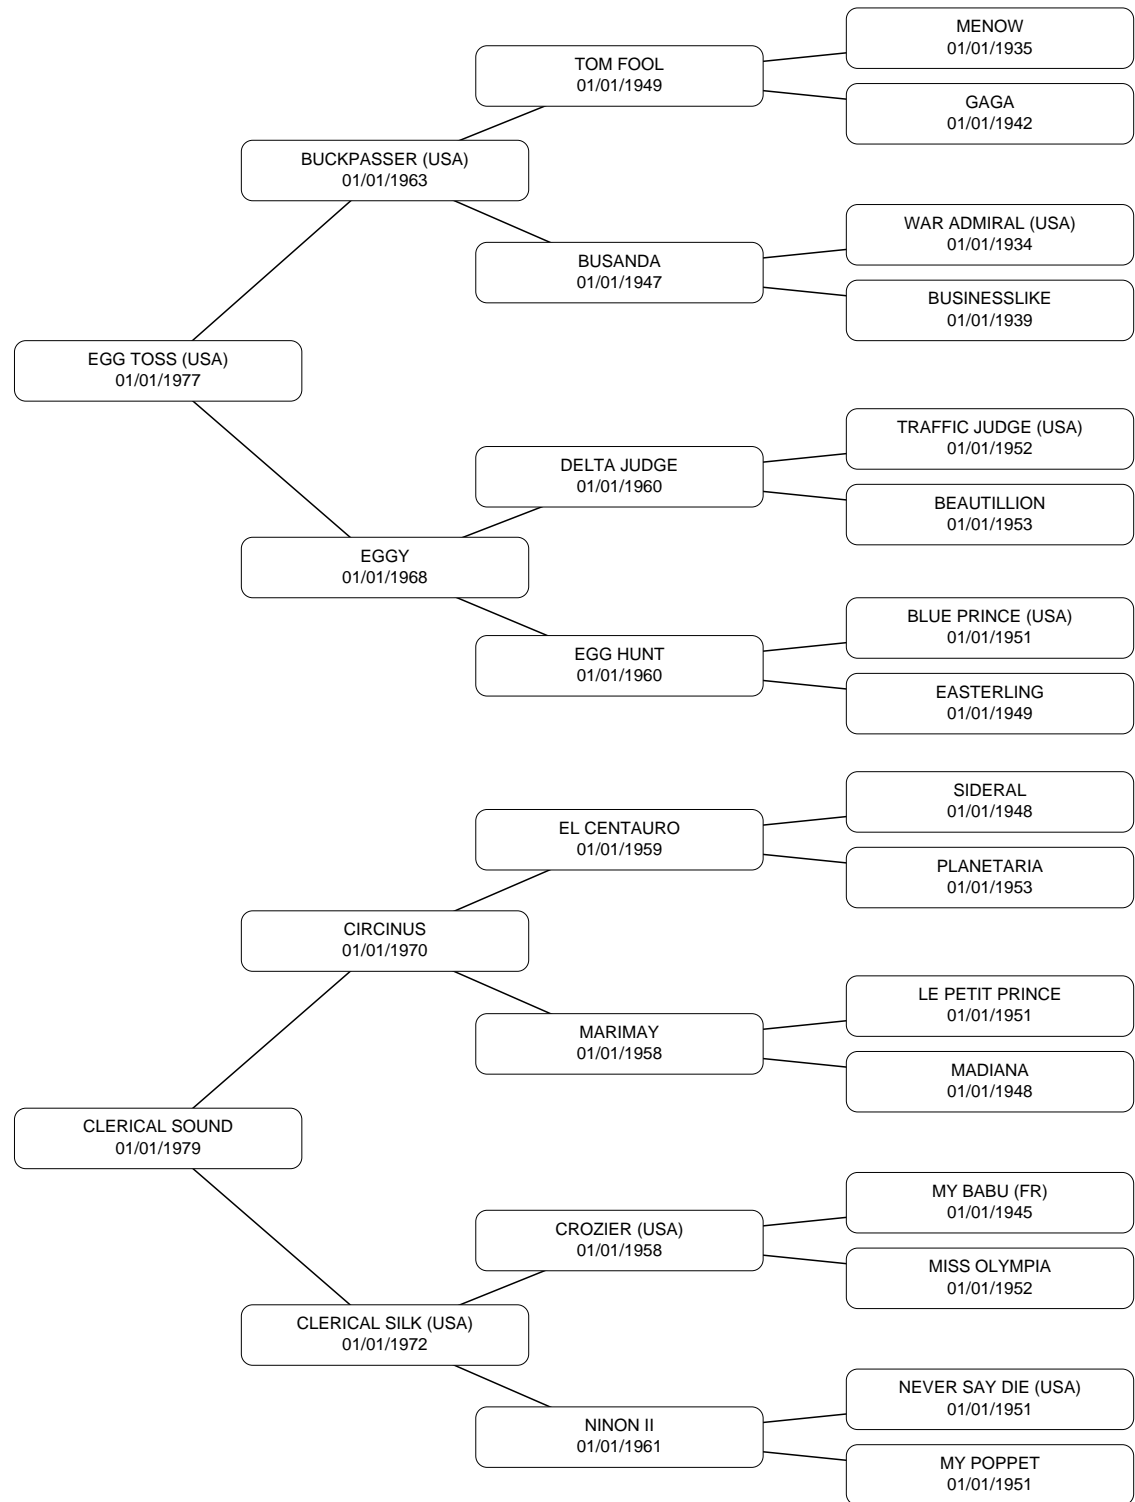 MENOW
01/01/1935
TOM FOOL
01/01/1949
GAGA
01/01/1942
BUCKPASSER (USA)
01/01/1963
WAR ADMIRAL (USA)
01/01/1934
BUSANDA
01/01/1947
BUSINESSLIKE
01/01/1939
EGG TOSS (USA)
01/01/1977
TRAFFIC JUDGE (USA)
01/01/1952
DELTA JUDGE
01/01/1960
BEAUTILLION
01/01/1953
EGGY
01/01/1968
BLUE PRINCE (USA)
01/01/1951
EGG HUNT
01/01/1960
EASTERLING
01/01/1949
SIDERAL
01/01/1948
EL CENTAURO
01/01/1959
PLANETARIA
01/01/1953
CIRCINUS
01/01/1970
LE PETIT PRINCE
01/01/1951
MARIMAY
01/01/1958
MADIANA
01/01/1948
CLERICAL SOUND
01/01/1979
MY BABU (FR)
01/01/1945
CROZIER (USA)
01/01/1958
MISS OLYMPIA
01/01/1952
CLERICAL SILK (USA)
01/01/1972
NEVER SAY DIE (USA)
01/01/1951
NINON II
01/01/1961
MY POPPET
01/01/1951